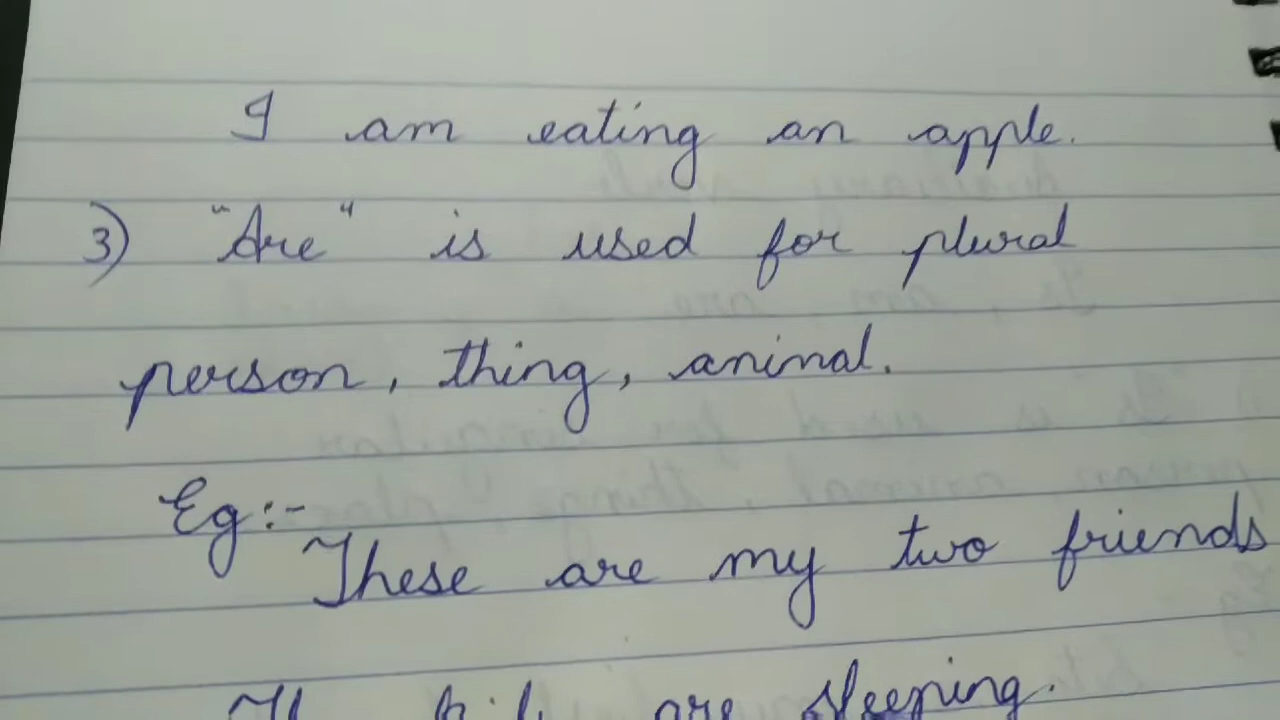 I am eating an apple.
3) "Are" is used for plural
person, thing, animal.
Eg:-
These are my two friends
are sleeping.